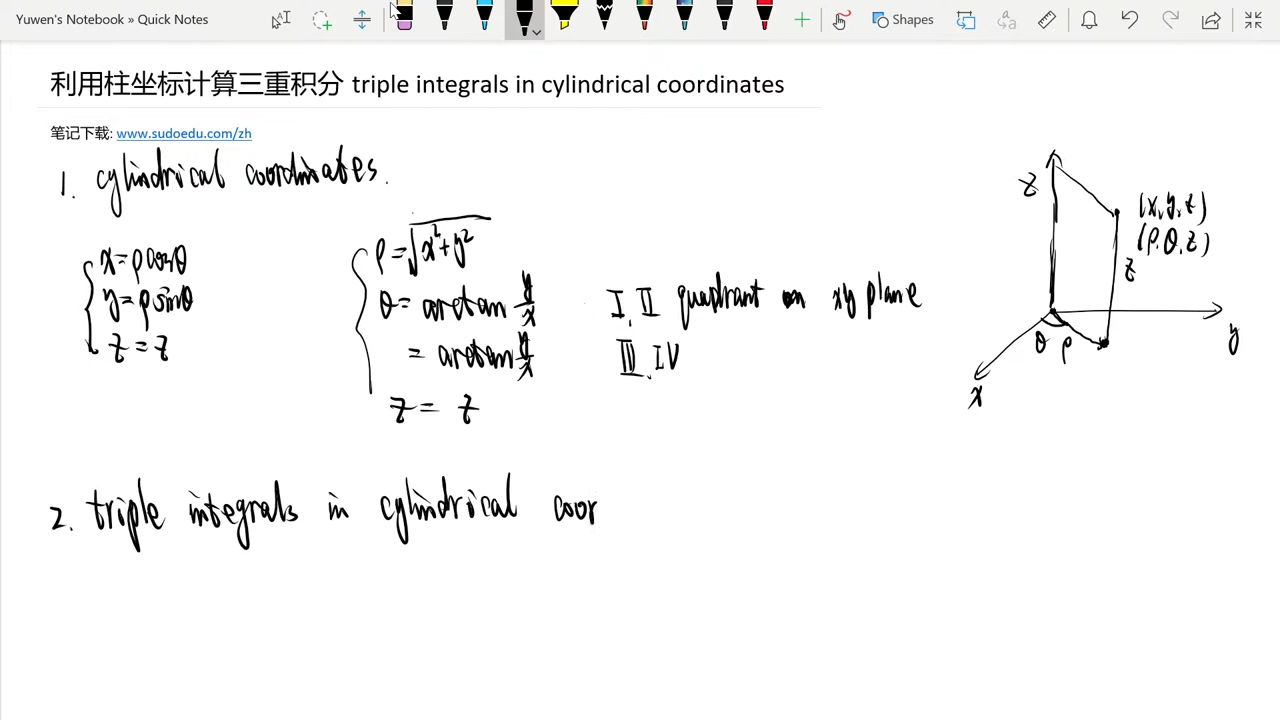 Yuwen's Notebook » Quick Notes
Shapes
利用柱坐标计算三重积分 triple integrals in cylindrical coordinates
笔记下载: www.sudoedu.com/zh
1. cylindrical coordinates.
x = ρ cosθ
y = ρ sinθ
z = z
ρ = √x²+y²
θ = arctan y/x I, II quadrant on xy plane
= arctan y/x III, IV
z = z
z
(x, y, z)
(ρ, θ, z)
z
y
θ ρ
x
2. triple integrals in cylindrical coor